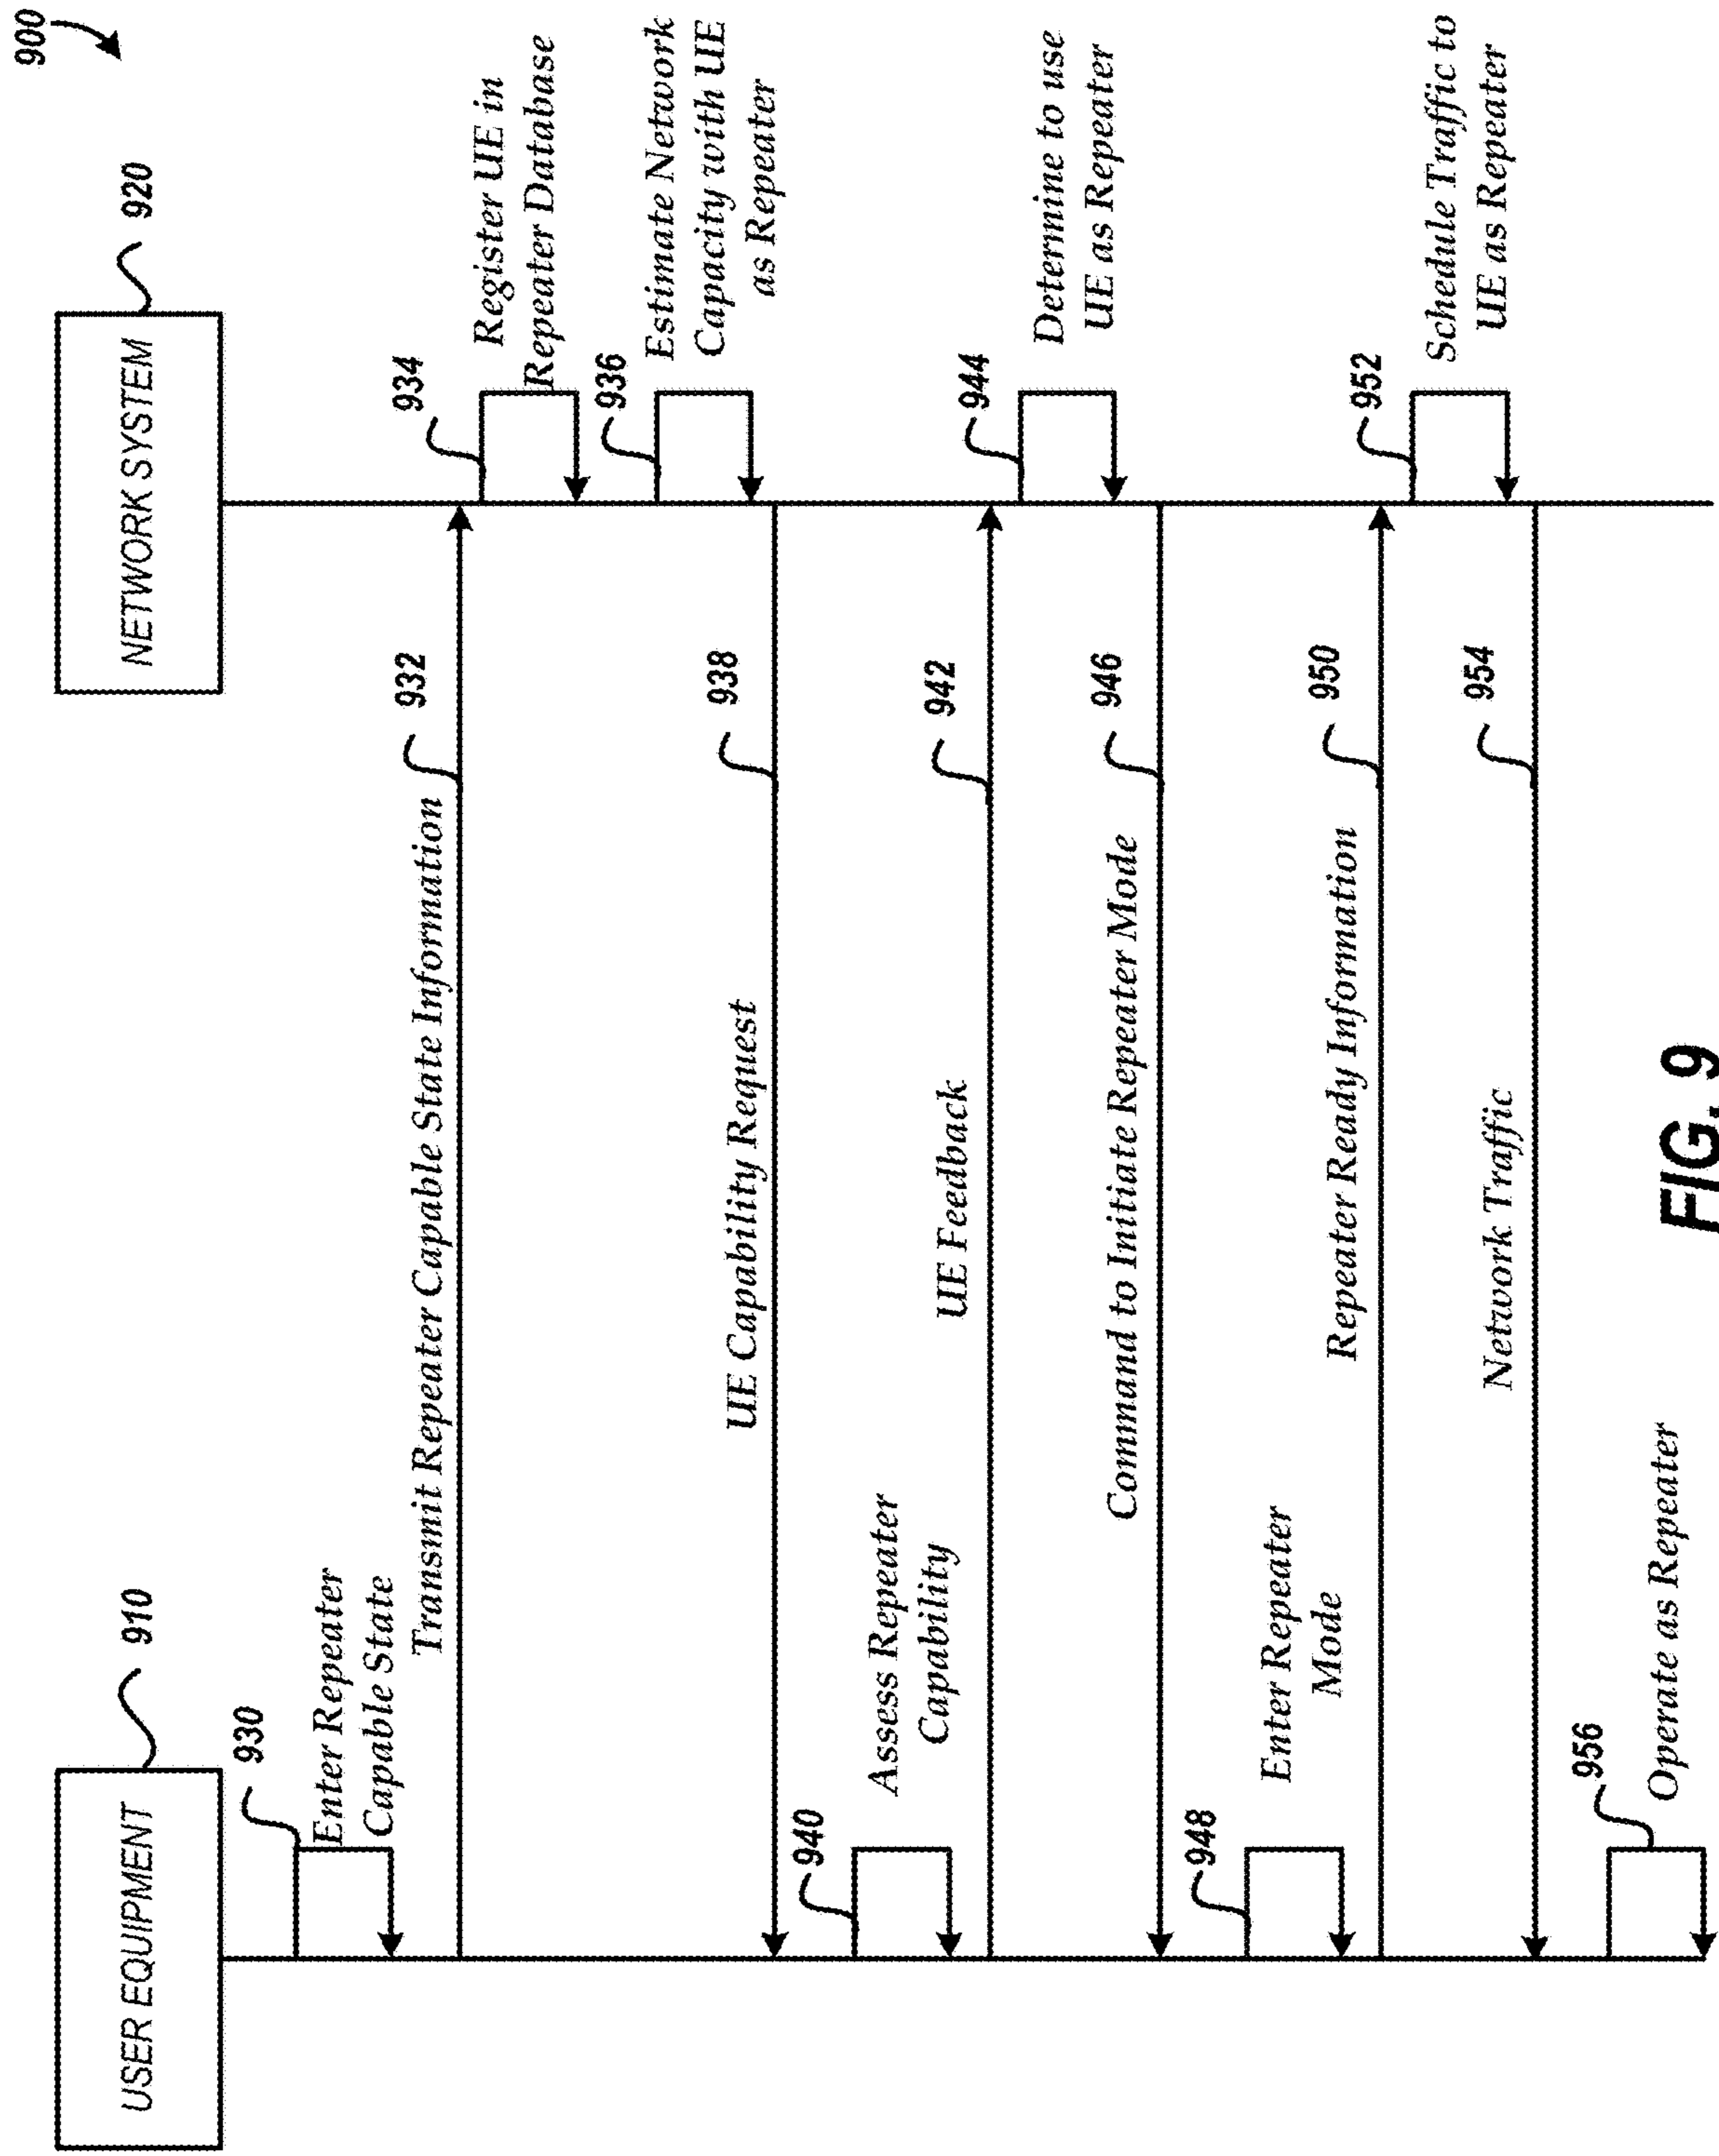 900
USER EQUIPMENT
910
NETWORK SYSTEM
920
930
Enter Repeater
Capable State
Transmit Repeater Capable State Information
932
934
Register UE in
Repeater Database
936
Estimate Network
Capacity with UE
as Repeater
UE Capability Request
938
940
Assess Repeater
Capability
UE Feedback
942
944
Determine to use
UE as Repeater
Command to Initiate Repeater Mode
946
948
Enter Repeater
Mode
Repeater Ready Information
950
952
Schedule Traffic to
UE as Repeater
Network Traffic
954
956
Operate as Repeater
FIG. 9